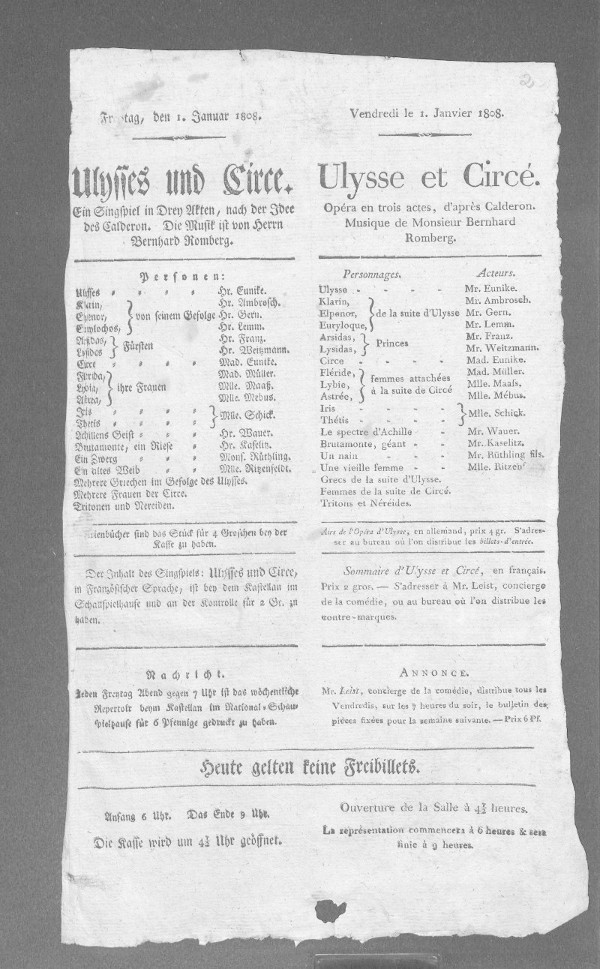 2
Freytag, den 1. Januar 1808.
Ulysses und Circe.
Ein Singspiel in Drey Akten, nach der Idee
des Calderon. Die Musik ist von Herrn
Bernhard Romberg.
Personen:
Ulysses - - - - Hr. Eunike.
Klarin, Hr. Ambrosch.
Elpenor, von seinem Gefolge Hr. Gern.
Eurylochos, Hr. Lemm.
Arsidas, Hr. Franz.
Lysides Fürsten Hr. Weitzmann.
Circe - - - - Mad. Eunike.
Florida, Mad. Müller.
Lybia, ihre Frauen Mlle. Maaß.
Astrea, Mlle. Mebus.
Iris - - -
Thetis - - - Mlle. Schick.
Achillens Geist - - - Hr. Wauer.
Brutamonte, ein Riese - - Hr. Kaselitz.
Ein Zwerg - - - Mons. Rüthling.
Ein altes Weib - - - Mlle. Ritzenfeldt.
Mehrere Griechen im Gefolge des Ulysses.
Mehrere Frauen der Circe.
Tritonen und Nereiden.
Arienbücher sind das Stück für 4 Groschen bey der
Kasse zu haben.
Der Inhalt des Singspiels: Ulysses und Circe,
in Französischer Sprache, ist bey dem Kastellan im
Schauspielhause und an der Kontrolle für 2 Gr. zu
haben.
Nachricht.
Jeden Freytag Abend gegen 7 Uhr ist das wöchentliche
Repertoir beym Kastellan im National-Schau-
spielhause für 6 Pfennige gedruckt zu haben.
Vendredi le 1. Janvier 1808.
Ulysse et Circé.
Opéra en trois actes, d'après Calderon.
Musique de Monsieur Bernhard
Romberg.
Personnages. Acteurs.
Ulysse - - - - Mr. Eunike.
Klario, Mr. Ambrosch.
Elpenor, de la suite d'Ulysse Mr. Gern.
Euryloque, Mr. Lemm.
Arsidas, Mr. Franz.
Lysidas, Princes Mr. Weitzmann.
Circe - - - - Mad. Eunike.
Fléride, Mad. Müller.
Lybie, femmes attachées Mlle. Maass.
Astrée, à la suite de Circé Mlle. Mébus.
Iris - - - -
Thétis - - - - Mlle. Schick.
Le spectre d'Achille - - Mr. Wauer.
Brutamonte, géant - - Mr. Kaselitz.
Un nain - - - Mr. Rüthling fils.
Une vieille femme - - Mlle. Ritzenf
Grecs de la suite d'Ulysse.
Femmes de la suite de Circé.
Tritons et Néréides.
Airs de l'Opéra d'Ulysse, en allemand, prix 4 gr. S'adres-
ser au bureau où l'on distribue les billets-d'entrée.
Sommaire d'Ulysse et Circé, en français.
Prix 2 gros. — S'adresser à Mr. Leist, concierge
de la comédie, ou au bureau où l'on distribue les
contre-marques.
ANNONCE.
Mr. Leist, concierge de la comédie, distribue tous les
Vendredis, sur les 7 heures du soir, le bulletin des
pièces fixées pour la semaine suivante. — Prix 6 Pf.
Heute gelten keine Freibillets.
Anfang 6 Uhr. Das Ende 9 Uhr.
Die Kasse wird um 4½ Uhr geöffnet.
Ouverture de la Salle à 4½ heures.
La représentation commencera à 6 heures & sera
finie à 9 heures.